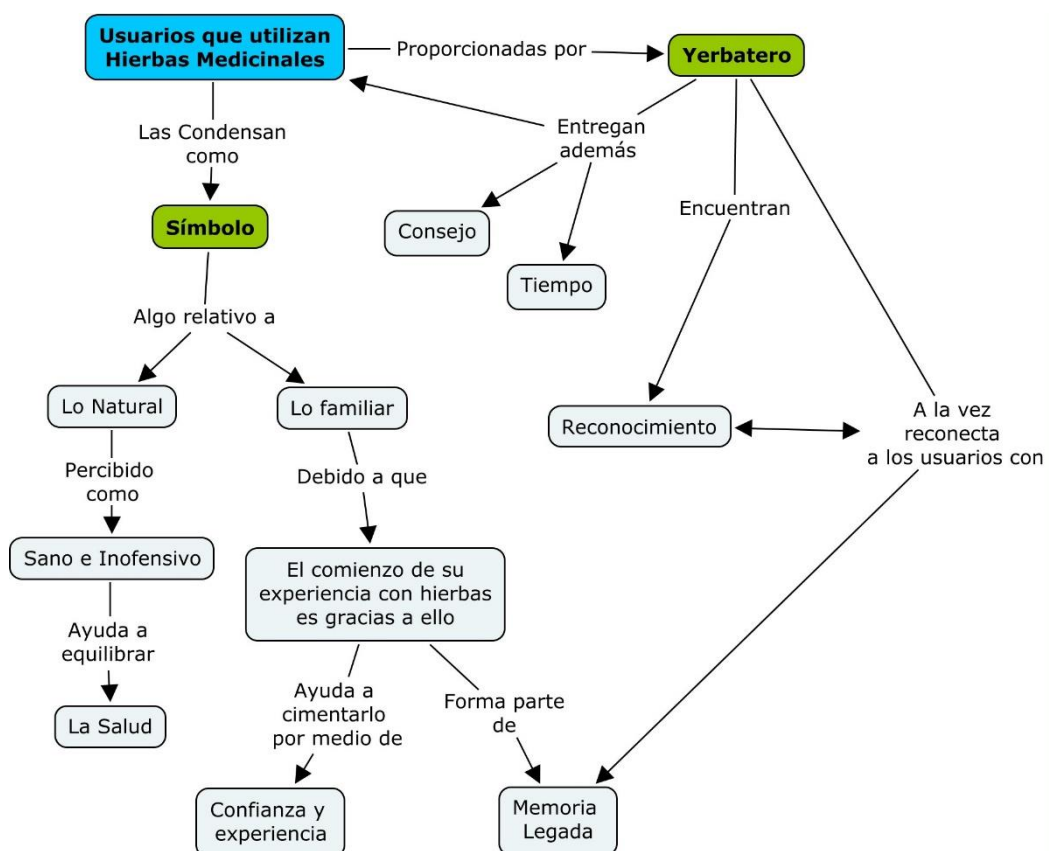 Usuarios que utilizan
Hierbas Medicinales
Proporcionadas por
Yerbatero
Las Condensan
como
Entregan
además
Encuentran
Símbolo
Consejo
Tiempo
Algo relativo a
Lo Natural
Lo familiar
Reconocimiento
A la vez
reconecta
a los usuarios con
Percibido
como
Debido a que
Sano e Inofensivo
El comienzo de su
experiencia con hierbas
es gracias a ello
Ayuda a
equilibrar
Ayuda a
cimentarlo
por medio de
Forma parte
de
La Salud
Confianza y
experiencia
Memoria
Legada